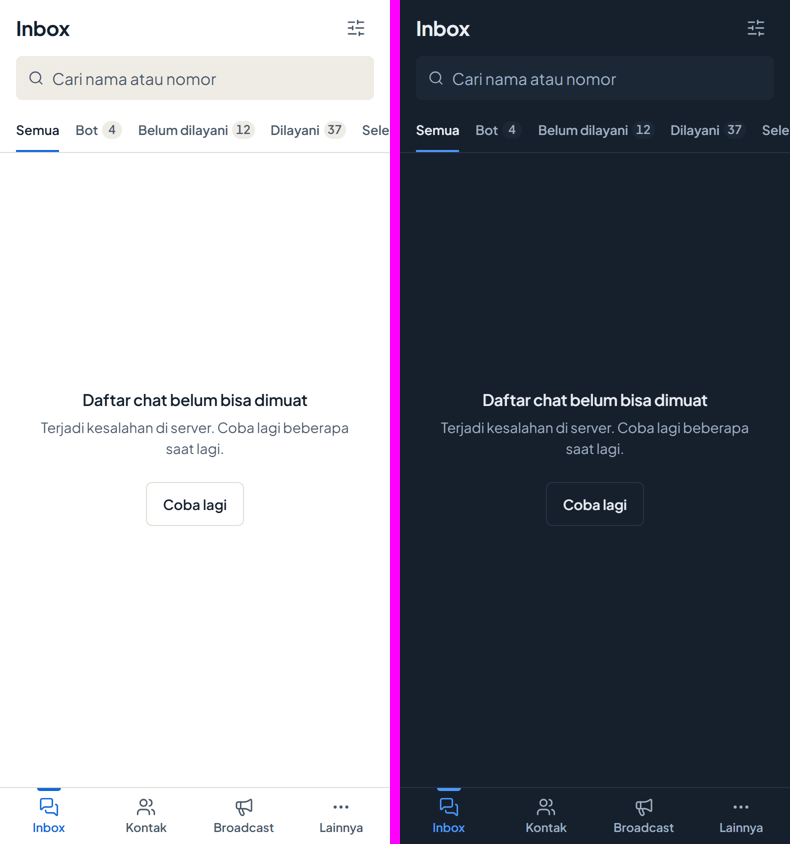 Inbox
Cari nama atau nomor
Semua Bot 4 Belum dilayani 12 Dilayani 37 Sele
Daftar chat belum bisa dimuat
Terjadi kesalahan di server. Coba lagi beberapa
saat lagi.
Coba lagi
Inbox Kontak Broadcast Lainnya
Inbox
Cari nama atau nomor
Semua Bot 4 Belum dilayani 12 Dilayani 37 Sele
Daftar chat belum bisa dimuat
Terjadi kesalahan di server. Coba lagi beberapa
saat lagi.
Coba lagi
Inbox Kontak Broadcast Lainnya